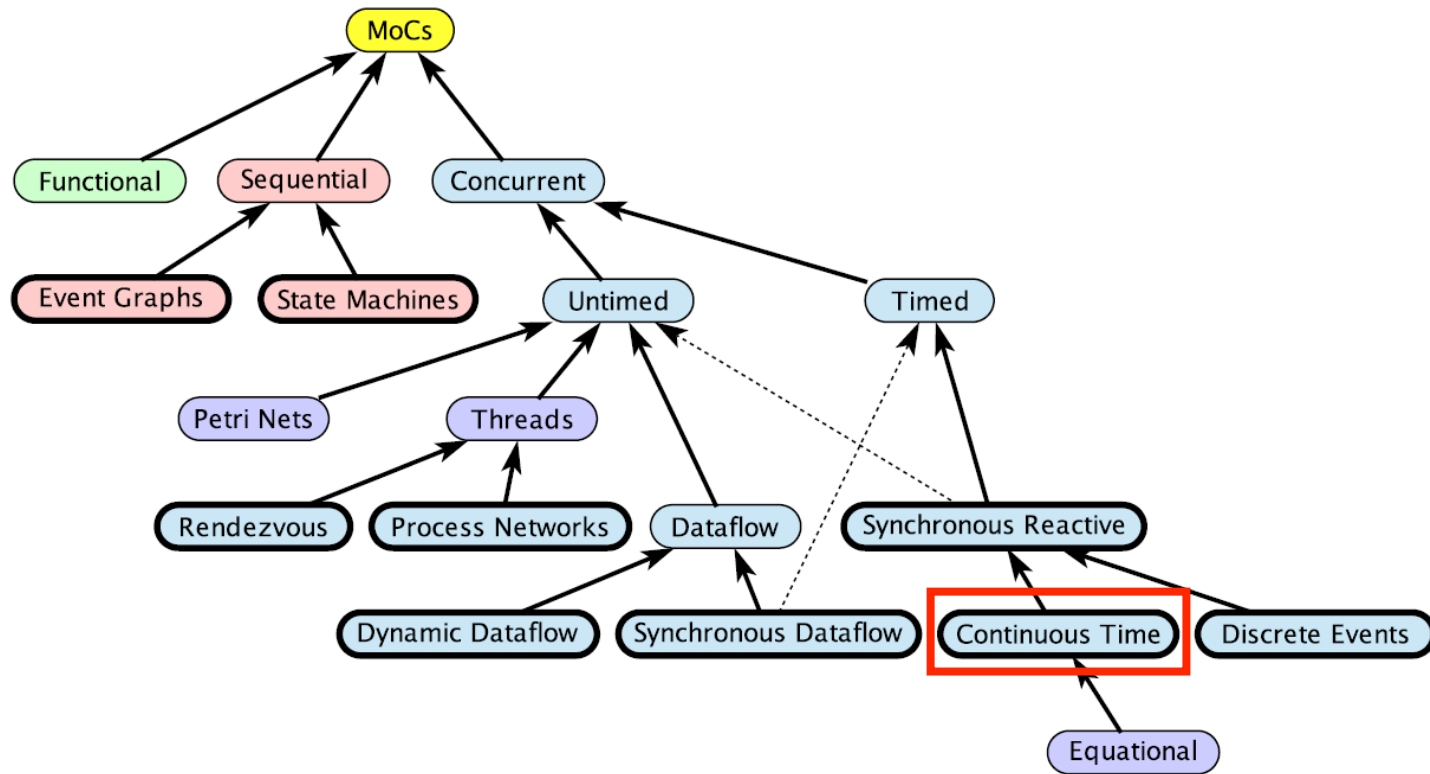 MoCs
Functional
Sequential
Concurrent
Event Graphs
State Machines
Untimed
Timed
Petri Nets
Threads
Rendezvous
Process Networks
Dataflow
Synchronous Reactive
Dynamic Dataflow
Synchronous Dataflow
Continuous Time
Discrete Events
Equational